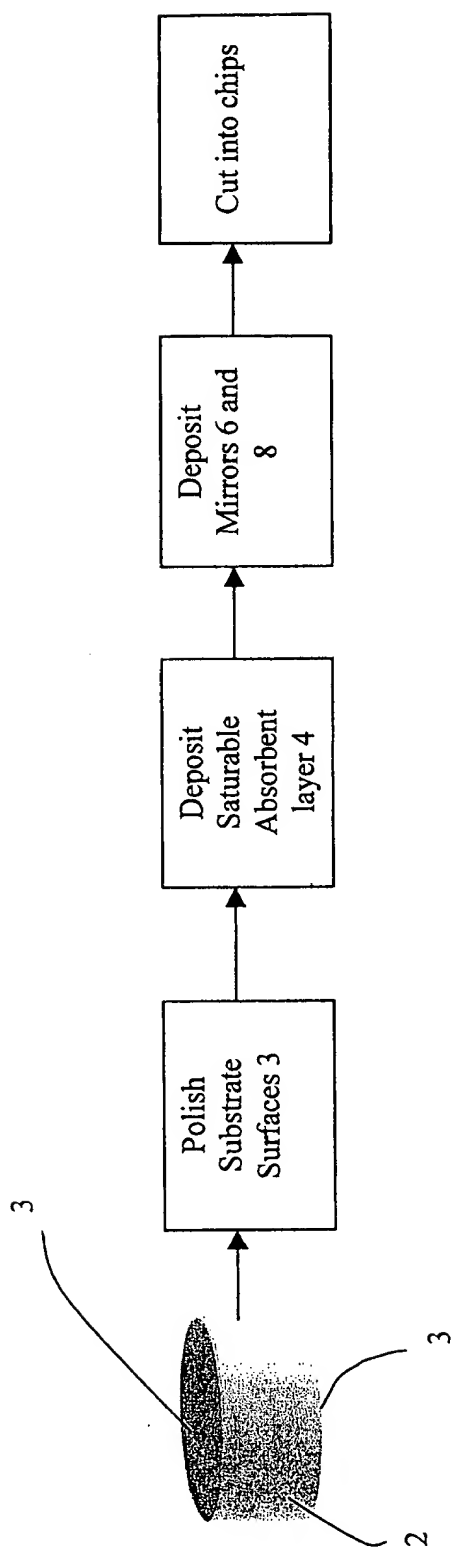 3
2
3
Polish
Substrate
Surfaces 3
Deposit
Saturable
Absorbent
layer 4
Deposit
Mirrors 6 and
8
Cut into chips